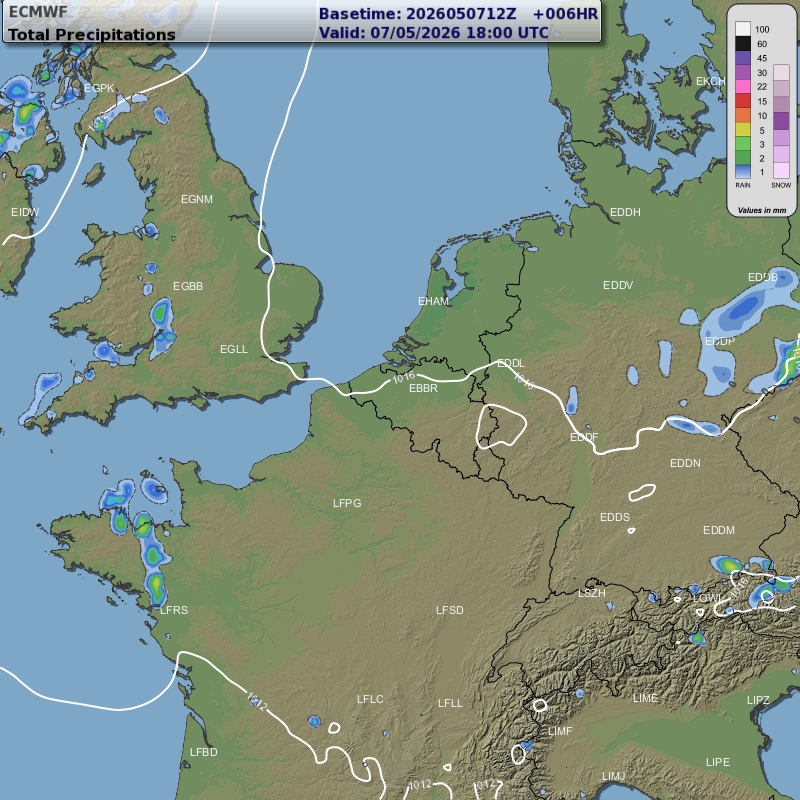 ECMWF
Total Precipitations
Basetime: 2026050712Z +006HR
Valid: 07/05/2026 18:00 UTC
100
60
45
30
22
15
10
5
3
2
1
RAIN SNOW
Values in mm
EGPK
EKCH
1012
EIDW
EGNM
EDDH
EGBB
EDDV
EDDB
EHAM
EGLL
EDDP
EDDL
1016
EBBR
EDDF
EDDN
LFPG
EDDS
EDDM
LSZH
LOWI
1016
LFRS
LFSD
1012
LFLC
LFLL
LIME
LIPZ
LIMF
LFBD
LIPE
LIMJ
1012
1012